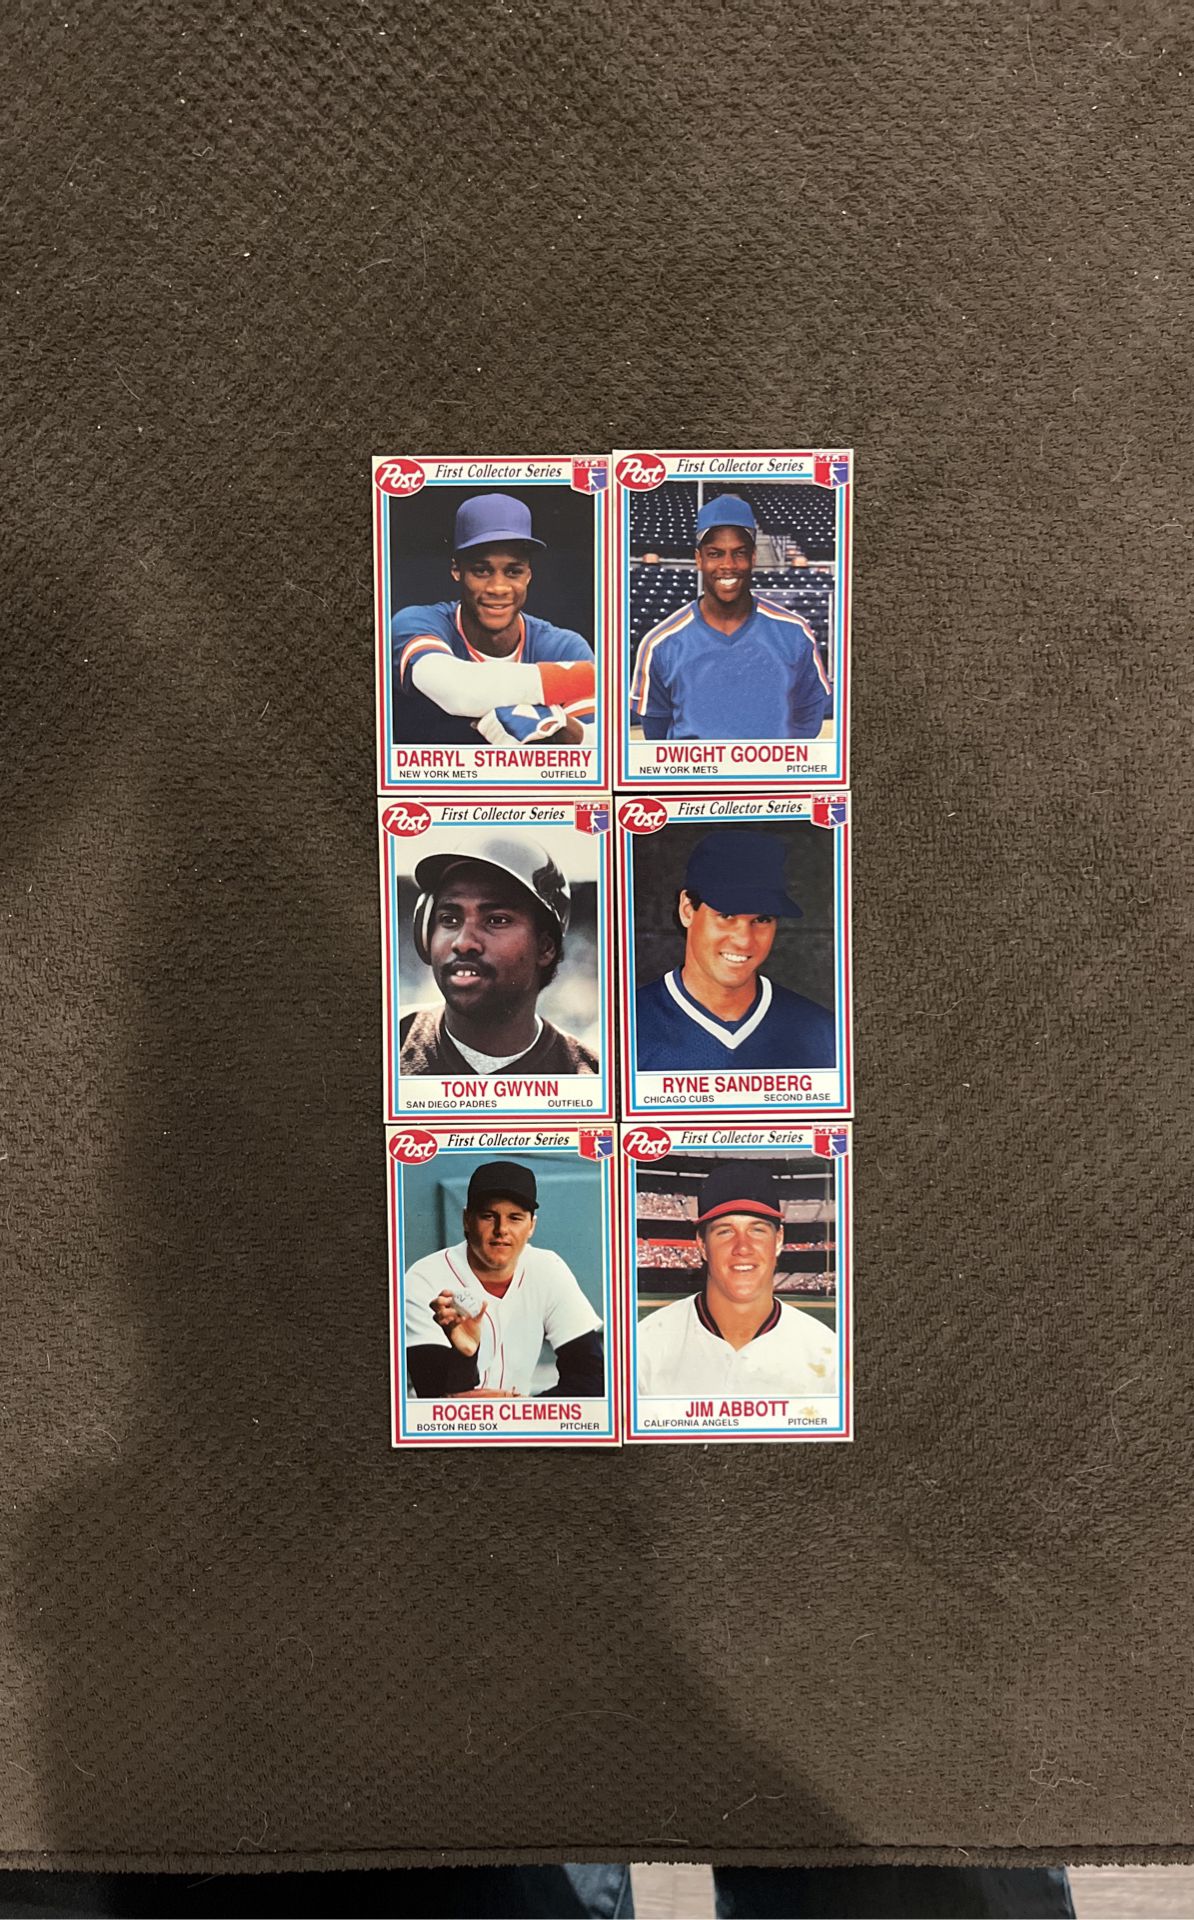 Post First Collector Series MLB
DARRYL STRAWBERRY
NEW YORK METS OUTFIELD
Post First Collector Series MLB
DWIGHT GOODEN
NEW YORK METS PITCHER
Post First Collector Series MLB
TONY GWYNN
SAN DIEGO PADRES OUTFIELD
Post First Collector Series MLB
RYNE SANDBERG
CHICAGO CUBS SECOND BASE
Post First Collector Series MLB
ROGER CLEMENS
BOSTON RED SOX PITCHER
Post First Collector Series MLB
JIM ABBOTT
CALIFORNIA ANGELS PITCHER